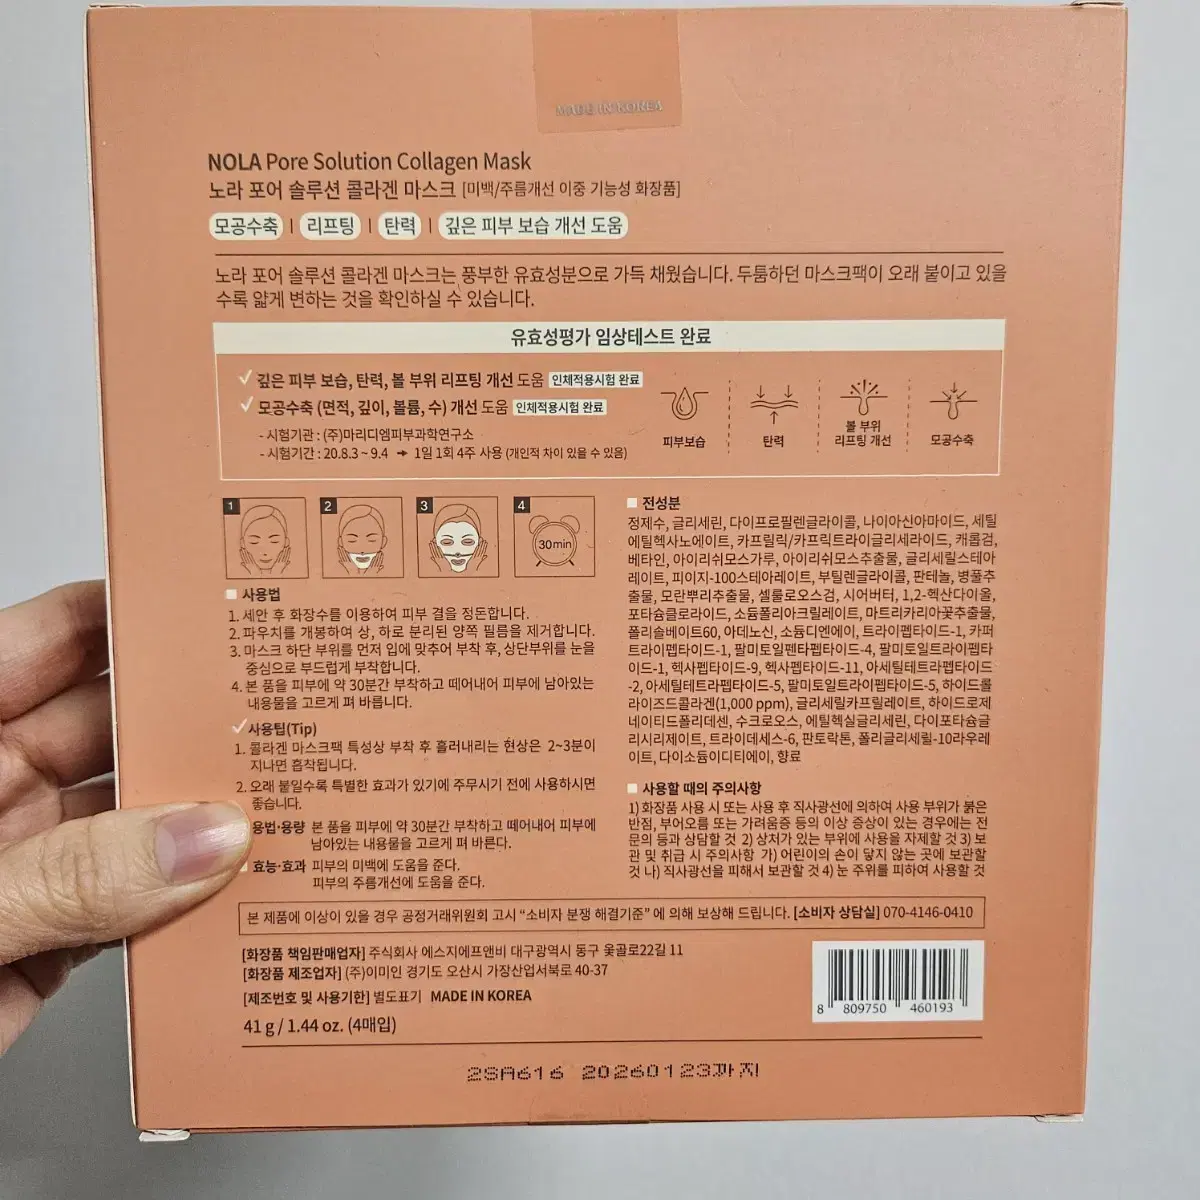 MADE IN KOREA
NOLA Pore Solution Collagen Mask
노라 포어 솔루션 콜라겐 마스크 [미백/주름개선 이중 기능성 화장품]
모공수축 | 리프팅 | 탄력 | 깊은 피부 보습 개선 도움
노라 포어 솔루션 콜라겐 마스크는 풍부한 유효성분으로 가득 채웠습니다. 두툼하던 마스크팩이 오래 붙이고 있을
수록 얇게 변하는 것을 확인하실 수 있습니다.
유효성평가 임상테스트 완료
깊은 피부 보습, 탄력, 볼 부위 리프팅 개선 도움 인체적용시험 완료
모공수축 (면적, 깊이, 볼륨, 수) 개선 도움 인체적용시험 완료
- 시험기관 : (주)마리디엠피부과학연구소
- 시험기간 : 20.8.3 ~ 9.4 → 1일 1회 4주 사용 (개인적 차이 있을 수 있음)
피부보습
탄력
볼 부위
리프팅 개선
모공수축
1
2
3
4
30min
사용법
1. 세안 후 화장수를 이용하여 피부 결을 정돈합니다.
2. 파우치를 개봉하여 상, 하로 분리된 양쪽 필름을 제거합니다.
3. 마스크 하단 부위를 먼저 입에 맞추어 부착 후, 상단부위를 눈을
중심으로 부드럽게 부착합니다.
4. 본 품을 피부에 약 30분간 부착하고 떼어내어 피부에 남아있는
내용물을 고르게 펴 바릅니다.
사용팁(Tip)
1. 콜라겐 마스크팩 특성상 부착 후 흘러내리는 현상은 2~3분이
지나면 흡착됩니다.
2. 오래 붙일수록 특별한 효과가 있기에 주무시기 전에 사용하시면
좋습니다.
용법·용량 본 품을 피부에 약 30분간 부착하고 떼어내어 피부에
남아있는 내용물을 고르게 펴 바른다.
효능·효과 피부의 미백에 도움을 준다.
피부의 주름개선에 도움을 준다.
전성분
정제수, 글리세린, 다이프로필렌글라이콜, 나이아신아마이드, 세틸
에틸헥사노에이트, 카프릴릭/카프릭트라이글리세라이드, 캐롭검,
베타인, 아이리쉬모스가루, 아이리쉬모스추출물, 글리세릴스테아
레이트, 피이지-100스테아레이트, 부틸렌글라이콜, 판테놀, 병풀추
출물, 모란뿌리추출물, 셀룰로오스검, 시어버터, 1,2-헥산다이올,
포타슘클로라이드, 소듐폴리아크릴레이트, 마트리카리아꽃추출물,
폴리솔베이트60, 아데노신, 소듐디엔에이, 트라이펩타이드-1, 카퍼
트라이펩타이드-1, 팔미토일펜타펩타이드-4, 팔미토일트라이펩타
이드-1, 헥사펩타이드-9, 헥사펩타이드-11, 아세틸테트라펩타이드
-2, 아세틸테트라펩타이드-5, 팔미토일트라이펩타이드-5, 하이드롤
라이즈드콜라겐(1,000 ppm), 글리세릴카프릴레이트, 하이드로제
네이티드폴리데센, 수크로오스, 에틸헥실글리세린, 다이포타슘글
리시리제이트, 트라이데세스-6, 판토락톤, 폴리글리세릴-10라우레
이트, 다이소듐이디티에이, 향료
사용할 때의 주의사항
1) 화장품 사용 시 또는 사용 후 직사광선에 의하여 사용 부위가 붉은
반점, 부어오름 또는 가려움증 등의 이상 증상이 있는 경우에는 전
문의 등과 상담할 것 2) 상처가 있는 부위에 사용을 자제할 것 3) 보
관 및 취급 시 주의사항 가) 어린이의 손이 닿지 않는 곳에 보관할
것 나) 직사광선을 피해서 보관할 것 4) 눈 주위를 피하여 사용할 것
본 제품에 이상이 있을 경우 공정거래위원회 고시 "소비자 분쟁 해결기준" 에 의해 보상해 드립니다. [소비자 상담실] 070-4146-0410
[화장품 책임판매업자] 주식회사 에스지에프앤비 대구광역시 동구 옻골로22길 11
[화장품 제조업자] (주)이미인 경기도 오산시 가장산업서북로 40-37
[제조번호 및 사용기한] 별도표기 MADE IN KOREA
41 g / 1.44 oz. (4매입)
8 809750 460193
2SA616 20260123까지